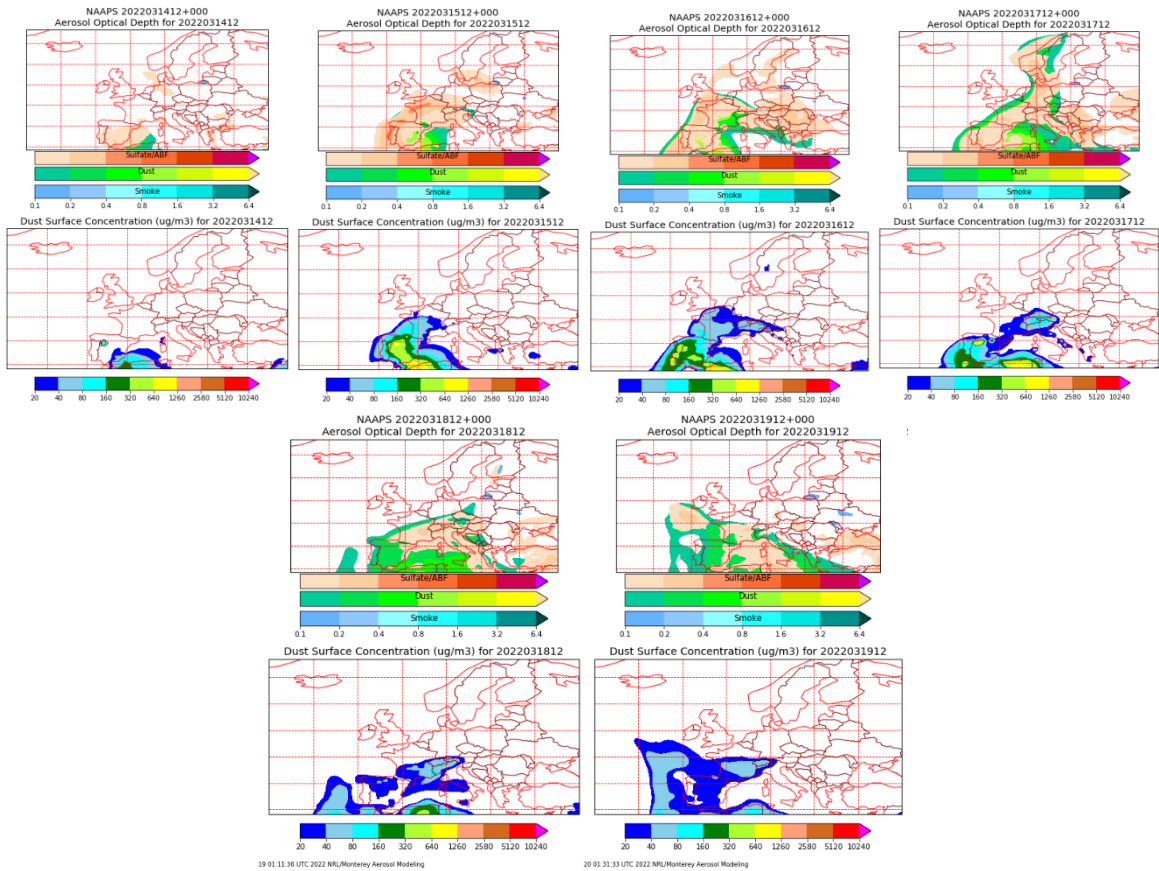 NAAPS 2022031412+000
Aerosol Optical Depth for 2022031412
Sulfate/ABF
Dust
Smoke
0.1 0.2 0.4 0.8 1.6 3.2 6.4
NAAPS 2022031512+000
Aerosol Optical Depth for 2022031512
Sulfate/ABF
Dust
Smoke
0.1 0.2 0.4 0.8 1.6 3.2 6.4
NAAPS 2022031612+000
Aerosol Optical Depth for 2022031612
Sulfate/ABF
Dust
Smoke
0.1 0.2 0.4 0.8 1.6 3.2 6.4
NAAPS 2022031712+000
Aerosol Optical Depth for 2022031712
Sulfate/ABF
Dust
Smoke
0.1 0.2 0.4 0.8 1.6 3.2 6.4
Dust Surface Concentration (ug/m3) for 2022031412
20 40 80 160 320 640 1260 2580 5120 10240
Dust Surface Concentration (ug/m3) for 2022031512
20 40 80 160 320 640 1260 2580 5120 10240
Dust Surface Concentration (ug/m3) for 2022031612
20 40 80 160 320 640 1260 2580 5120 10240
Dust Surface Concentration (ug/m3) for 2022031712
20 40 80 160 320 640 1260 2580 5120 10240
NAAPS 2022031812+000
Aerosol Optical Depth for 2022031812
Sulfate/ABF
Dust
Smoke
0.1 0.2 0.4 0.8 1.6 3.2 6.4
NAAPS 2022031912+000
Aerosol Optical Depth for 2022031912
Sulfate/ABF
Dust
Smoke
0.1 0.2 0.4 0.8 1.6 3.2 6.4
Dust Surface Concentration (ug/m3) for 2022031812
20 40 80 160 320 640 1260 2580 5120 10240
Dust Surface Concentration (ug/m3) for 2022031912
20 40 80 160 320 640 1260 2580 5120 10240
19 01:11:36 UTC 2022 NRL/Monterey Aerosol Modeling
20 01:31:33 UTC 2022 NRL/Monterey Aerosol Modeling